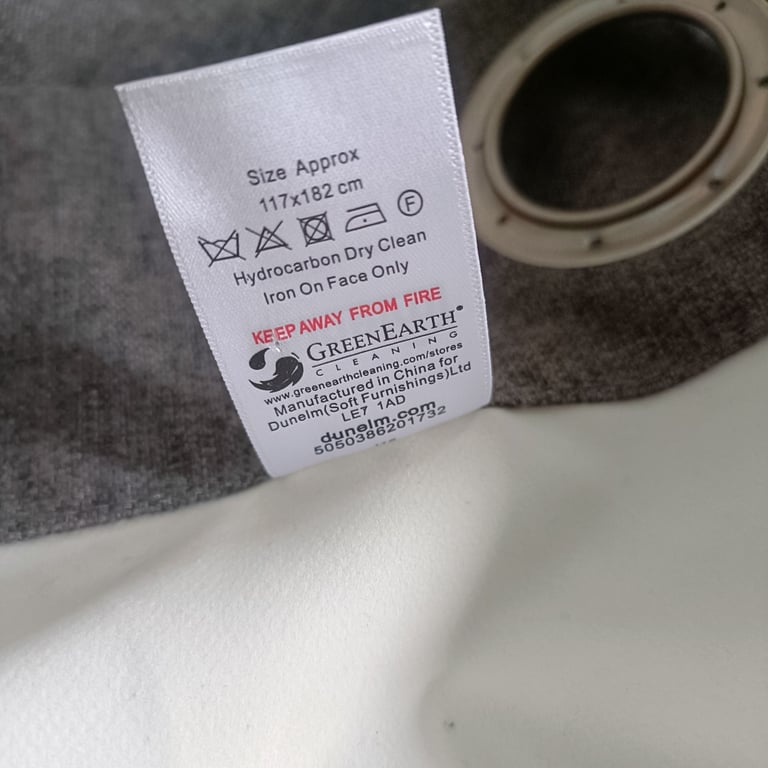 Size Approx
117x182 cm
F
Hydrocarbon Dry Clean
Iron On Face Only
KEEP AWAY FROM FIRE
GREENEARTH®
CLEANING
www.greenearthcleaning.com/stores
Manufactured in China for
Dunelm(Soft Furnishings)Ltd
LE7 1AD
dunelm.com
5050386201732